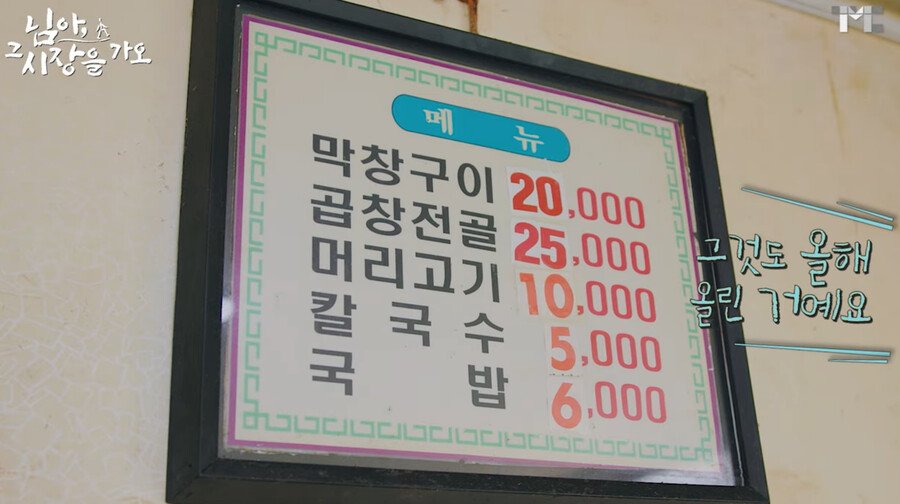 님아,
그 시장을 가오
TMC
메 뉴
막창구이 20,000
곱창전골 25,000
머리고기 10,000
칼국수 5,000
국밥 6,000
그것도 올해
올린 거예요